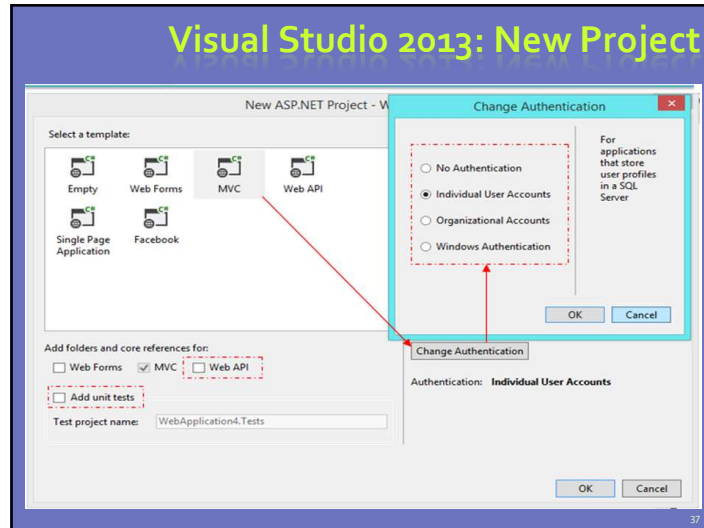 Visual Studio 2013: New Project
New ASP.NET Project - W
Select a template:
Empty
Web Forms
MVC
Web API
Single Page
Application
Facebook
Add folders and core references for:
Web Forms
MVC
Web API
Add unit tests
Test project name:
WebApplication4.Tests
Change Authentication
No Authentication
Individual User Accounts
Organizational Accounts
Windows Authentication
For
applications
that store
user profiles
in a SQL
Server
OK
Cancel
Change Authentication
Authentication: Individual User Accounts
OK
Cancel
37